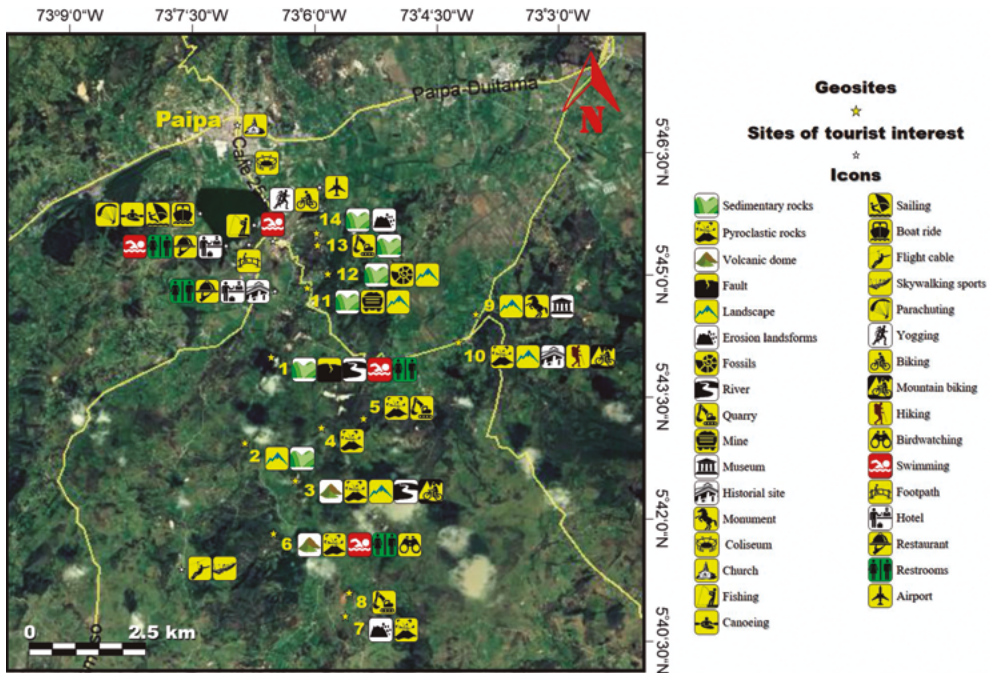 73°9'0"W 73°7'30"W 73°6'0"W 73°4'30"W 73°3'0"W
Paipa-Duitama
N
Paipa
Calle 25
5°46'30"N
14
13
12
5°45'0"N
11
9
10
1
5°43'30"N
5
4
2
3
5°42'0"N
6
8
7
5°40'30"N
0 2.5 km
Geosites
Sites of tourist interest
Icons
Sedimentary rocks
Pyroclastic rocks
Volcanic dome
Fault
Landscape
Erosion landforms
Fossils
River
Quarry
Mine
Museum
Historial site
Monument
Coliseum
Church
Fishing
Canoeing
Sailing
Boat ride
Flight cable
Skywalking sports
Parachuting
Yogging
Biking
Mountain biking
Hiking
Birdwatching
Swimming
Footpath
Hotel
Restaurant
Restrooms
Airport